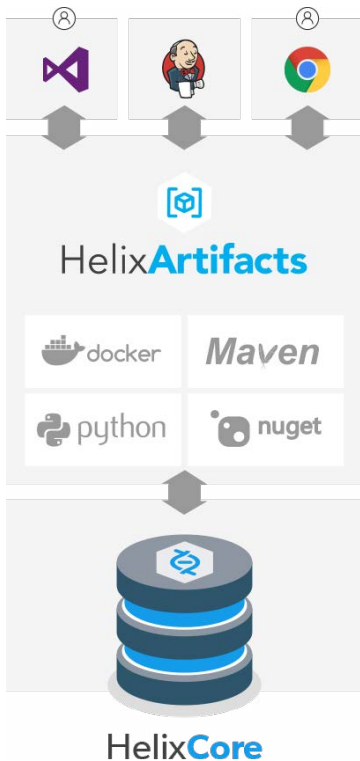 HelixArtifacts
docker
Maven
python
nuget
HelixCore